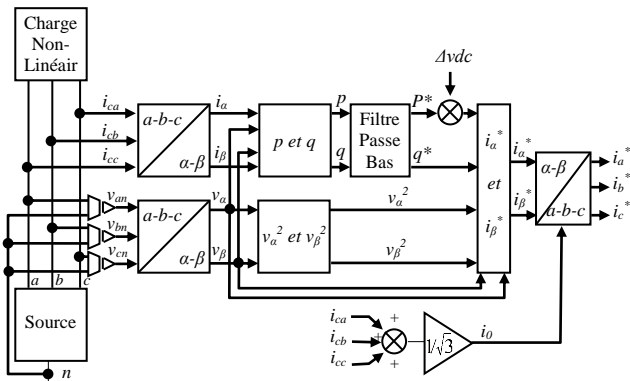 Charge
Non-
Linéair
Δvdc
i_ca
i_cb
i_cc
a-b-c
α-β
i_α
i_β
p et q
p
q
Filtre
Passe
Bas
P*
q*
i_α*
et
i_β*
i_α*
i_β*
α-β
a-b-c
i_a*
i_b*
i_c*
v_an
v_bn
v_cn
a-b-c
α-β
v_α
v_β
v_α² et v_β²
v_α²
v_β²
a b c
Source
n
i_ca
i_cb
i_cc
+
+
+
1/√3
i_0